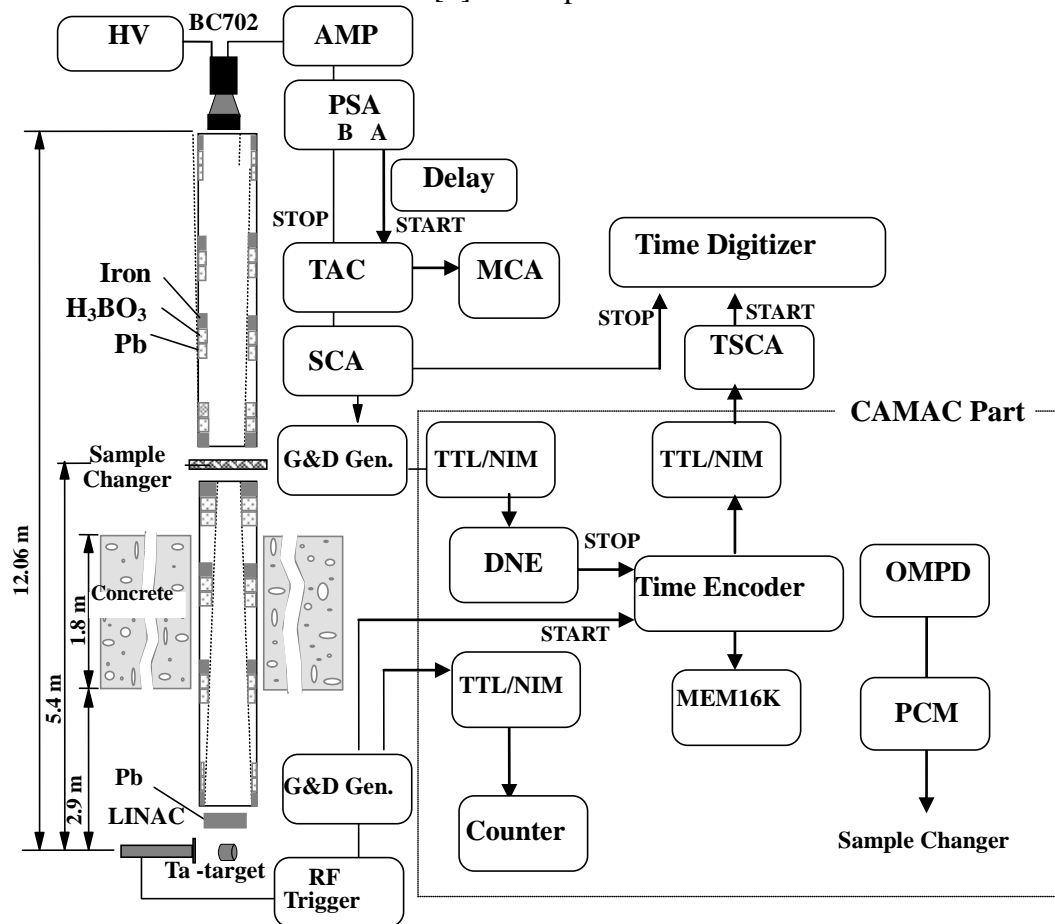 BC702
HV
AMP
PSA
B A
Delay
STOP
START
TAC
MCA
Time Digitizer
Iron
H₃BO₃
Pb
STOP
START
SCA
TSCA
CAMAC Part
Sample
Changer
G&D Gen.
TTL/NIM
TTL/NIM
12.06 m
1.8 m
Concrete
DNE
STOP
Time Encoder
OMPD
START
5.4 m
TTL/NIM
MEM16K
PCM
2.9 m
Pb
LINAC
G&D Gen.
Counter
Sample Changer
Ta -target
RF
Trigger